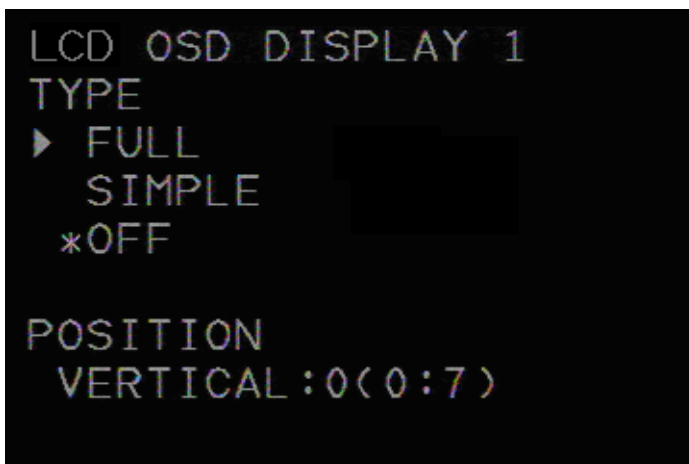 LCD OSD DISPLAY 1
TYPE
▶ FULL
SIMPLE
*OFF
POSITION
VERTICAL:0(0:7)